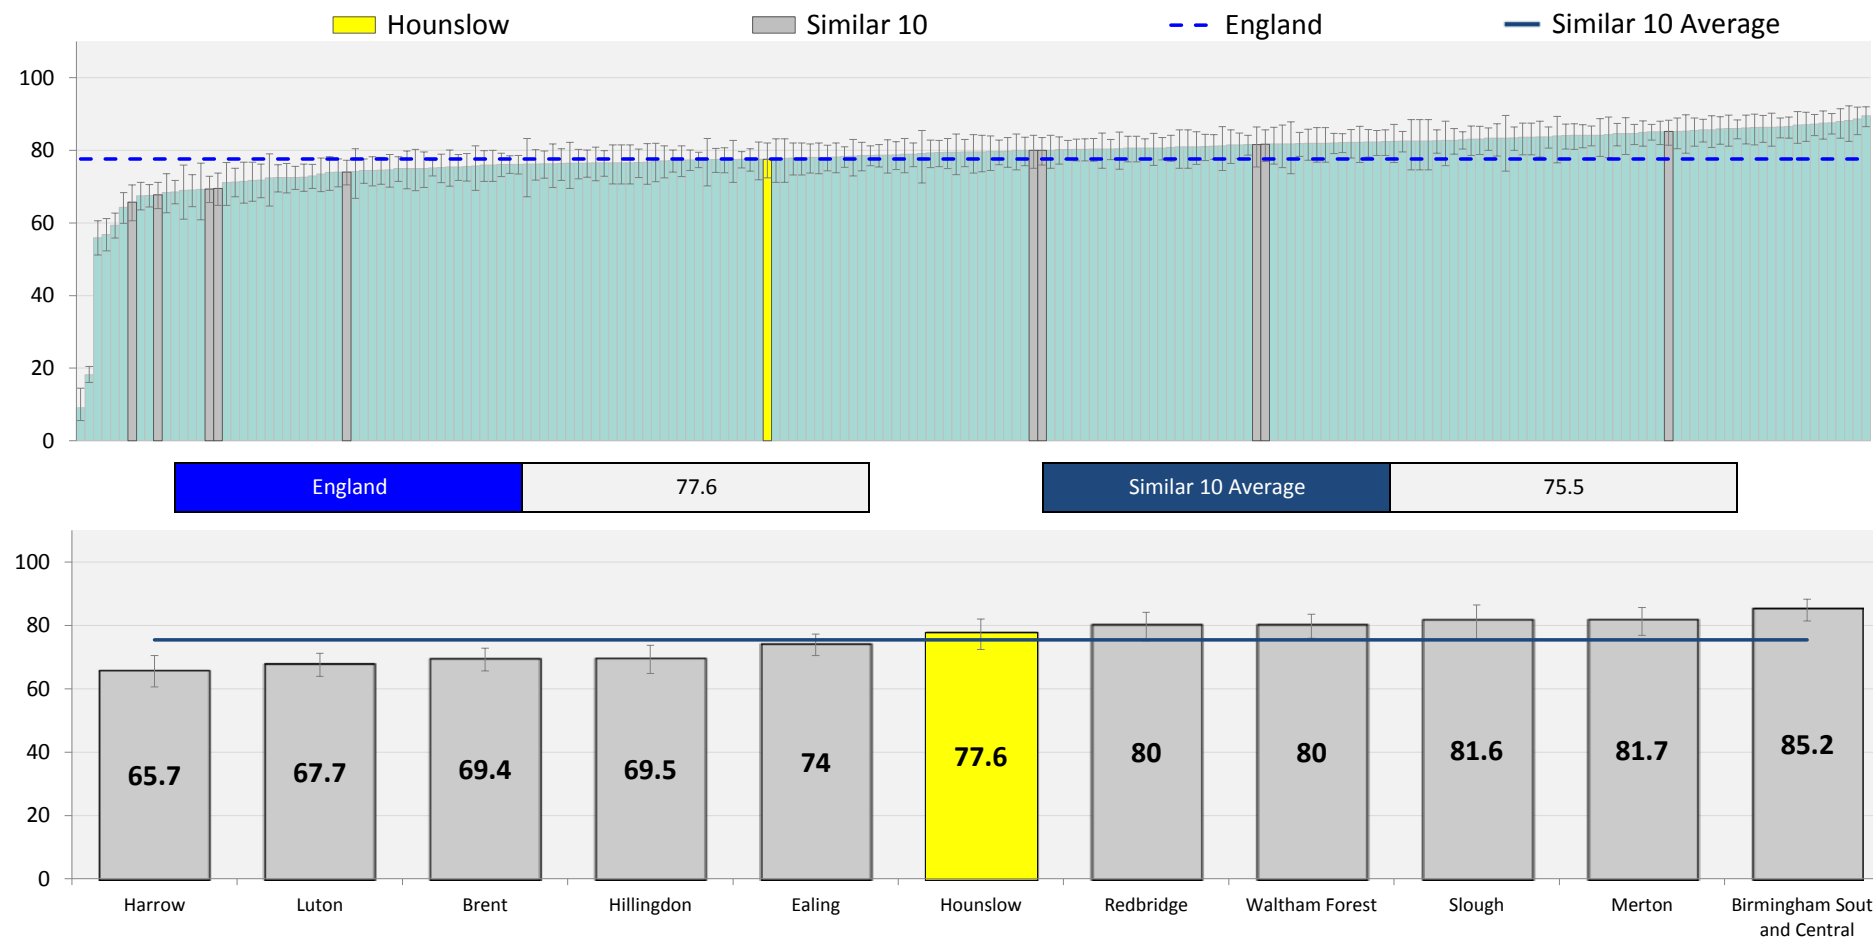 Hounslow
Similar 10
England
Similar 10 Average
100
80
60
40
20
0
England
77.6
Similar 10 Average
75.5
100
80
60
40
20
0
65.7
67.7
69.4
69.5
74
77.6
80
80
81.6
81.7
85.2
Harrow
Luton
Brent
Hillingdon
Ealing
Hounslow
Redbridge
Waltham Forest
Slough
Merton
Birmingham Sout
and Central